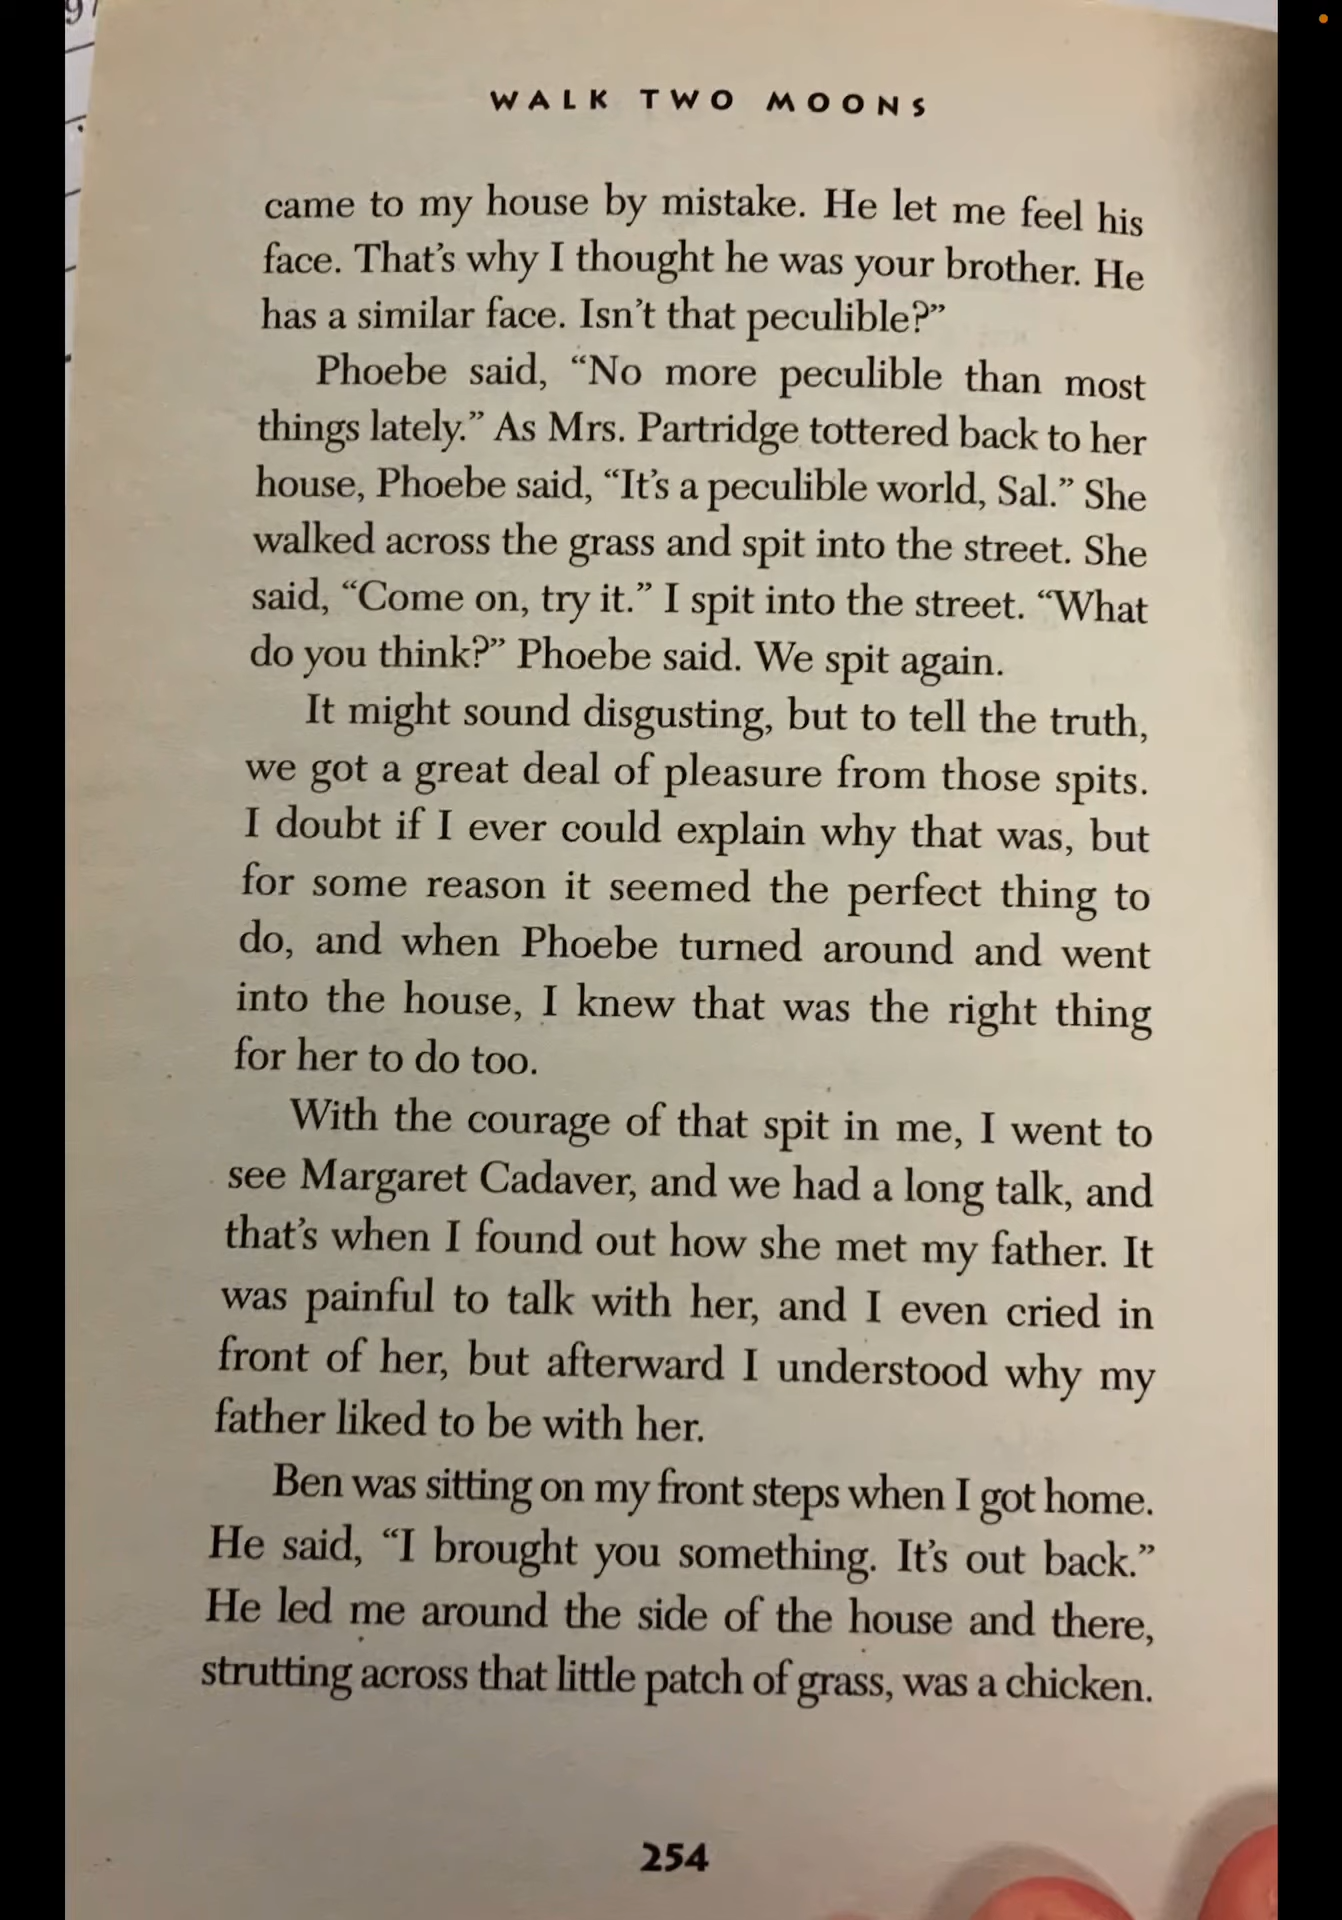 WALK TWO MOONS
came to my house by mistake. He let me feel his
face. That's why I thought he was your brother. He
has a similar face. Isn't that peculible?”
Phoebe said, “No more peculible than most
things lately.” As Mrs. Partridge tottered back to her
house, Phoebe said, “It's a peculible world, Sal.” She
walked across the grass and spit into the street. She
said, “Come on, try it.” I spit into the street. “What
do you think?” Phoebe said. We spit again.
It might sound disgusting, but to tell the truth,
we got a great deal of pleasure from those spits.
I doubt if I ever could explain why that was, but
for some reason it seemed the perfect thing to
do, and when Phoebe turned around and went
into the house, I knew that was the right thing
for her to do too.
With the courage of that spit in me, I went to
see Margaret Cadaver, and we had a long talk, and
that's when I found out how she met my father. It
was painful to talk with her, and I even cried in
front of her, but afterward I understood why my
father liked to be with her.
Ben was sitting on my front steps when I got home.
He said, “I brought you something. It's out back.”
He led me around the side of the house and there,
strutting across that little patch of grass, was a chicken.
254